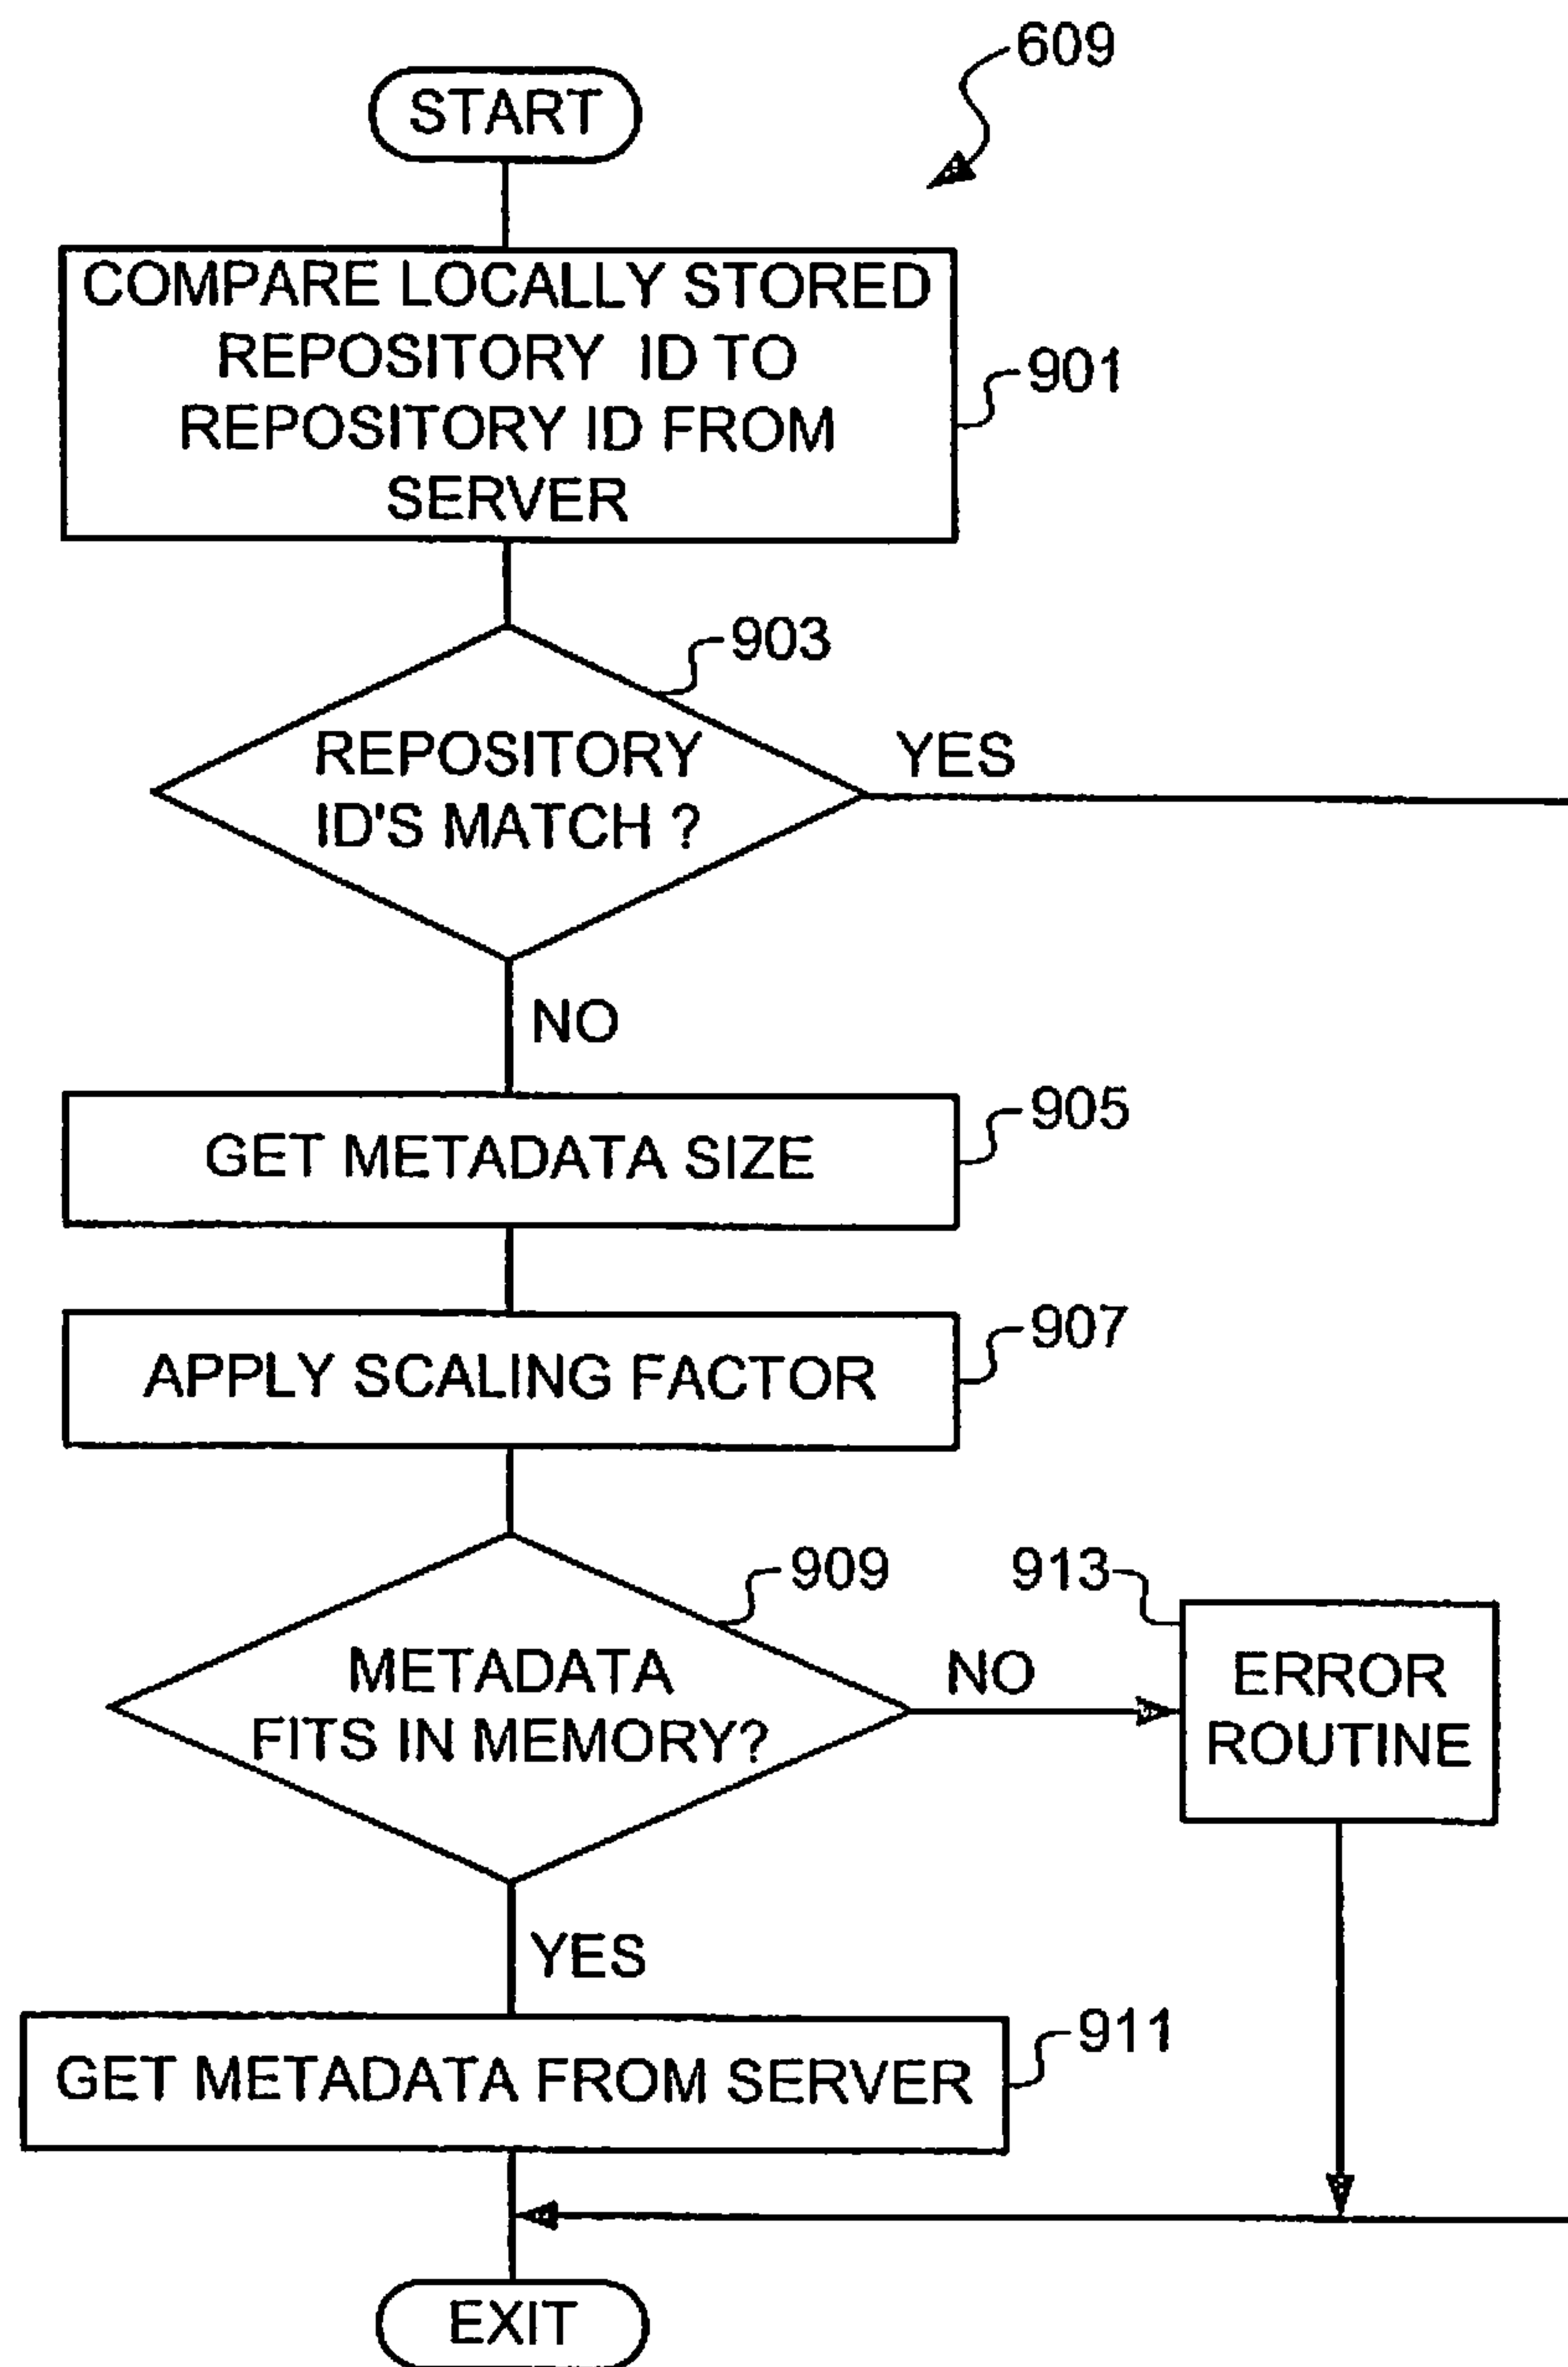 609
START
COMPARE LOCALLY STORED
REPOSITORY ID TO
REPOSITORY ID FROM
SERVER
901
903
REPOSITORY
ID'S MATCH ?
YES
NO
905
GET METADATA SIZE
907
APPLY SCALING FACTOR
909
METADATA
FITS IN MEMORY?
NO
913
ERROR
ROUTINE
YES
911
GET METADATA FROM SERVER
EXIT